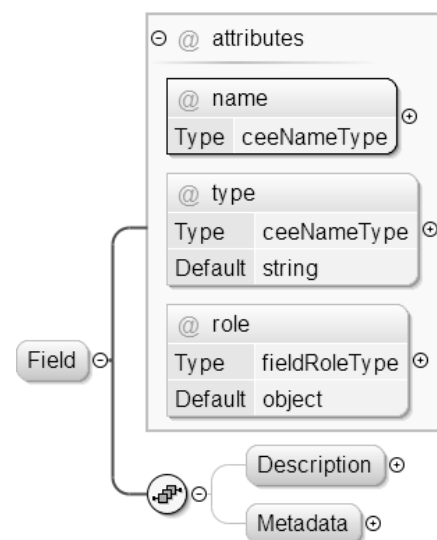 @ attributes
@ name
Type ceeNameType
@ type
Type ceeNameType
Default string
@ role
Type fieldRoleType
Default object
Field
Description
Metadata